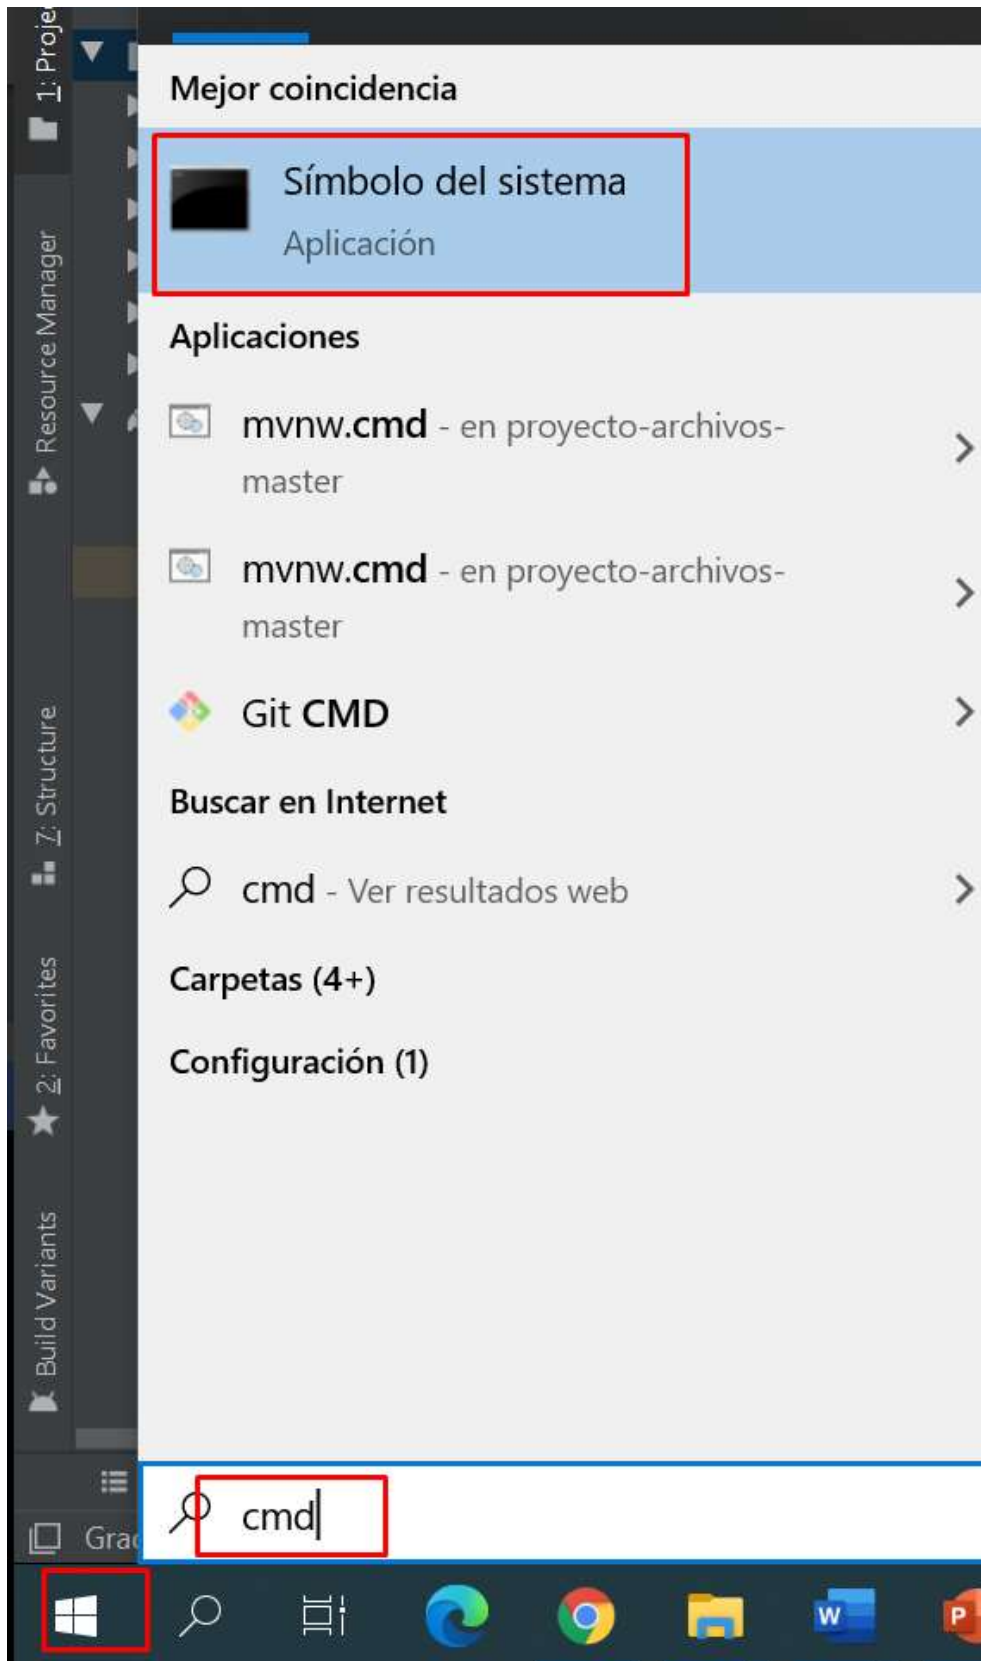 1: Proje
Resource Manager
7: Structure
2: Favorites
Build Variants
Mejor coincidencia
Símbolo del sistema
Aplicación
Aplicaciones
mvnw.cmd - en proyecto-archivos-
master
mvnw.cmd - en proyecto-archivos-
master
Git CMD
Buscar en Internet
cmd - Ver resultados web
Carpetas (4+)
Configuración (1)
cmd
Grad
W
P